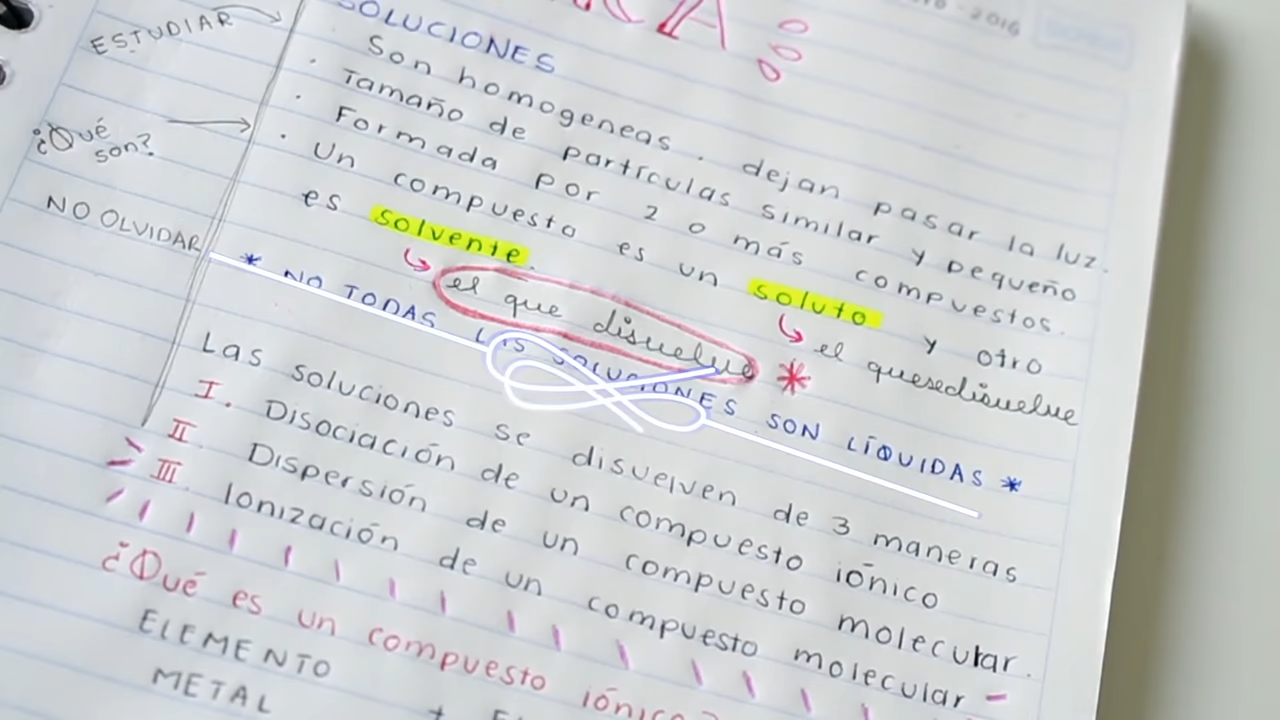 - 2016
ESTUDIAR
SOLUCIONES
Son homogeneas. dejan pasar la luz.
· Tamaño de partículas similar y pequeño
¿Qué son?
· Formada por 2 o más compuestos.
· Un compuesto es un soluto y otro
es solvente.
el que disuelve
el quesedisuelve
NO OLVIDAR
* NO TODAS LAS SOLUCIONES SON LÍQUIDAS *
Las soluciones se disuelven de 3 maneras
I. Disociación de un compuesto iónico
II Dispersión de un compuesto molecular.
III Ionización de un compuesto molecular
¿Qué es un compuesto iónico?
ELEMENTO
METAL +